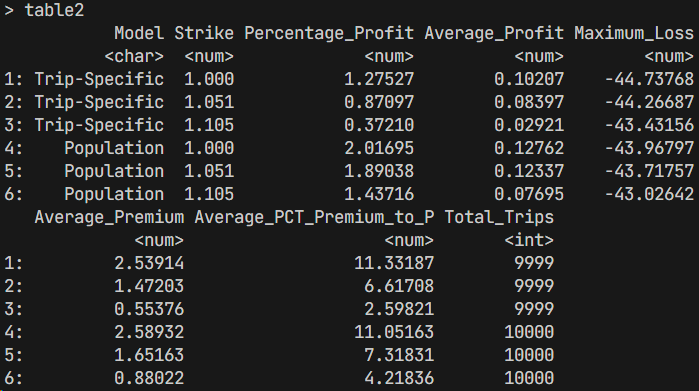 > table2
           Model Strike Percentage_Profit Average_Profit Maximum_Loss
          <char>  <num>             <num>          <num>        <num>
1: Trip-Specific  1.000           1.27527        0.10207    -44.73768
2: Trip-Specific  1.051           0.87097        0.08397    -44.26687
3: Trip-Specific  1.105           0.37210        0.02921    -43.43156
4:    Population  1.000           2.01695        0.12762    -43.96797
5:    Population  1.051           1.89038        0.12337    -43.71757
6:    Population  1.105           1.43716        0.07695    -43.02642
   Average_Premium Average_PCT_Premium_to_P Total_Trips
             <num>                    <num>       <int>
1:         2.53914                 11.33187        9999
2:         1.47203                  6.61708        9999
3:         0.55376                  2.59821        9999
4:         2.58932                 11.05163       10000
5:         1.65163                  7.31831       10000
6:         0.88022                  4.21836       10000